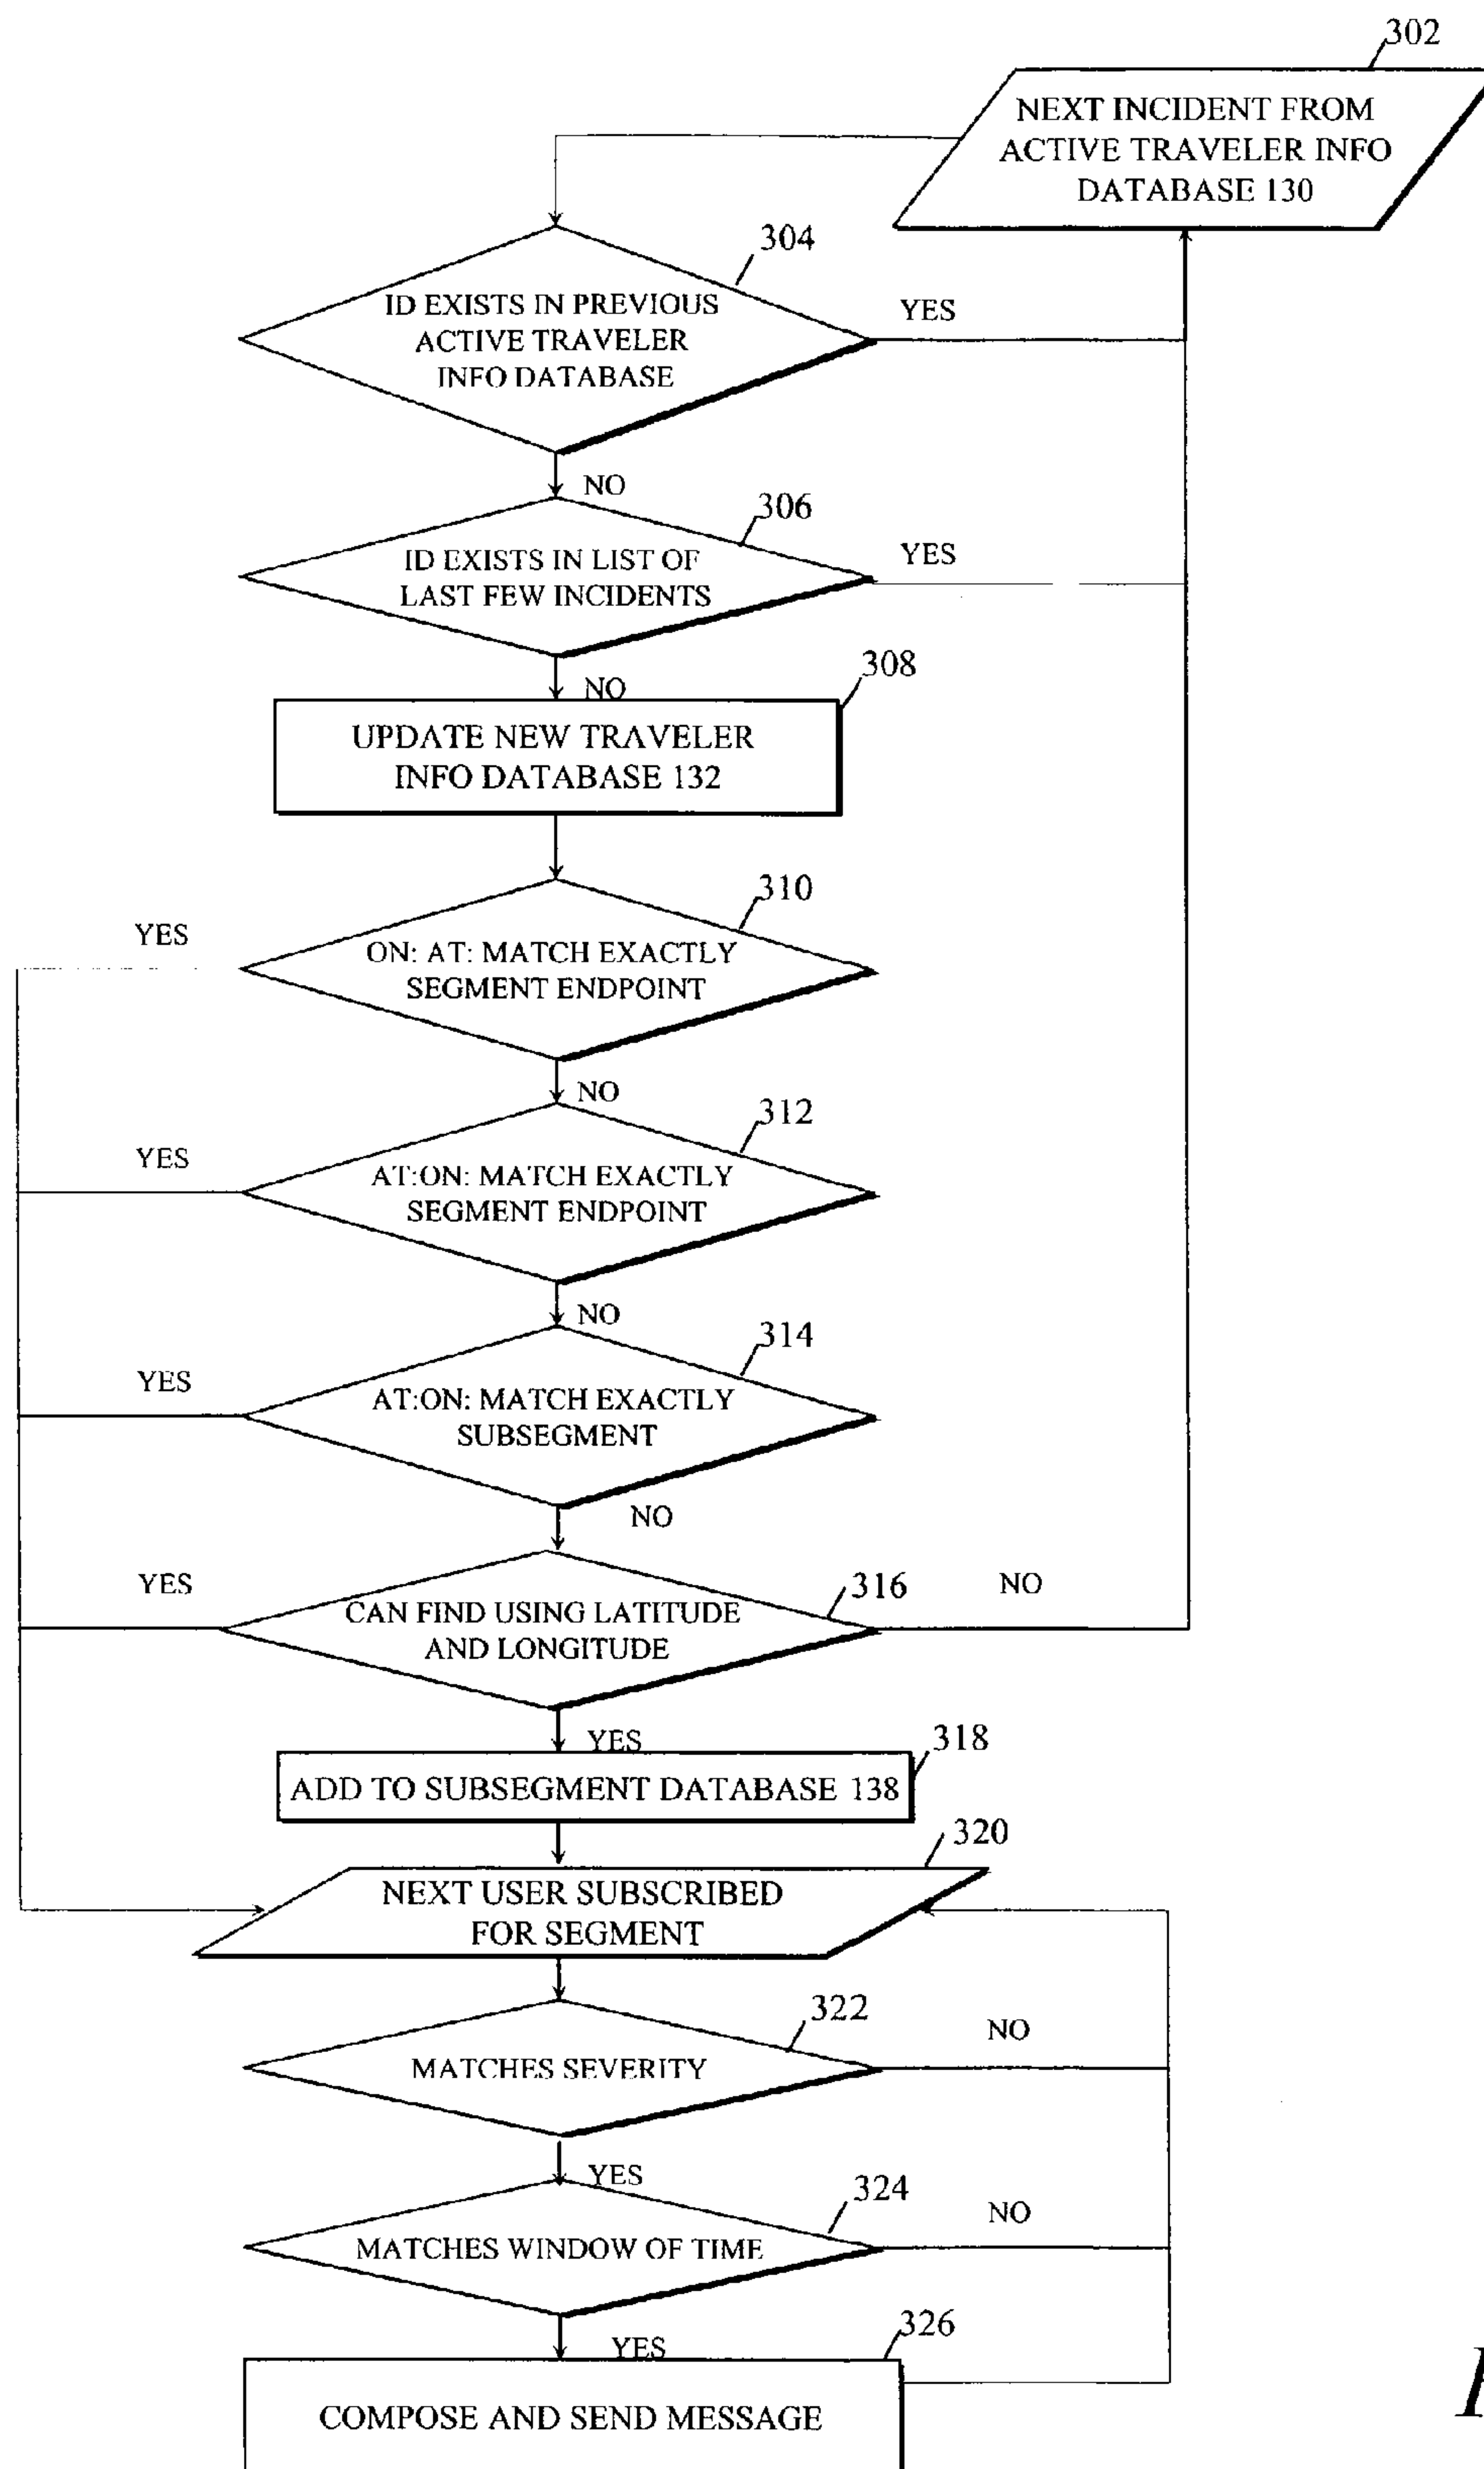 302
NEXT INCIDENT FROM
ACTIVE TRAVELER INFO
DATABASE 130
304
ID EXISTS IN PREVIOUS
ACTIVE TRAVELER
INFO DATABASE
YES
NO
306
ID EXISTS IN LIST OF
LAST FEW INCIDENTS
YES
NO
308
UPDATE NEW TRAVELER
INFO DATABASE 132
310
YES
ON: AT: MATCH EXACTLY
SEGMENT ENDPOINT
NO
312
YES
AT:ON: MATCH EXACTLY
SEGMENT ENDPOINT
NO
314
YES
AT:ON: MATCH EXACTLY
SUBSEGMENT
NO
YES
316
NO
CAN FIND USING LATITUDE
AND LONGITUDE
YES
318
ADD TO SUBSEGMENT DATABASE 138
320
NEXT USER SUBSCRIBED
FOR SEGMENT
322
NO
MATCHES SEVERITY
YES
324
NO
MATCHES WINDOW OF TIME
YES
326
COMPOSE AND SEND MESSAGE